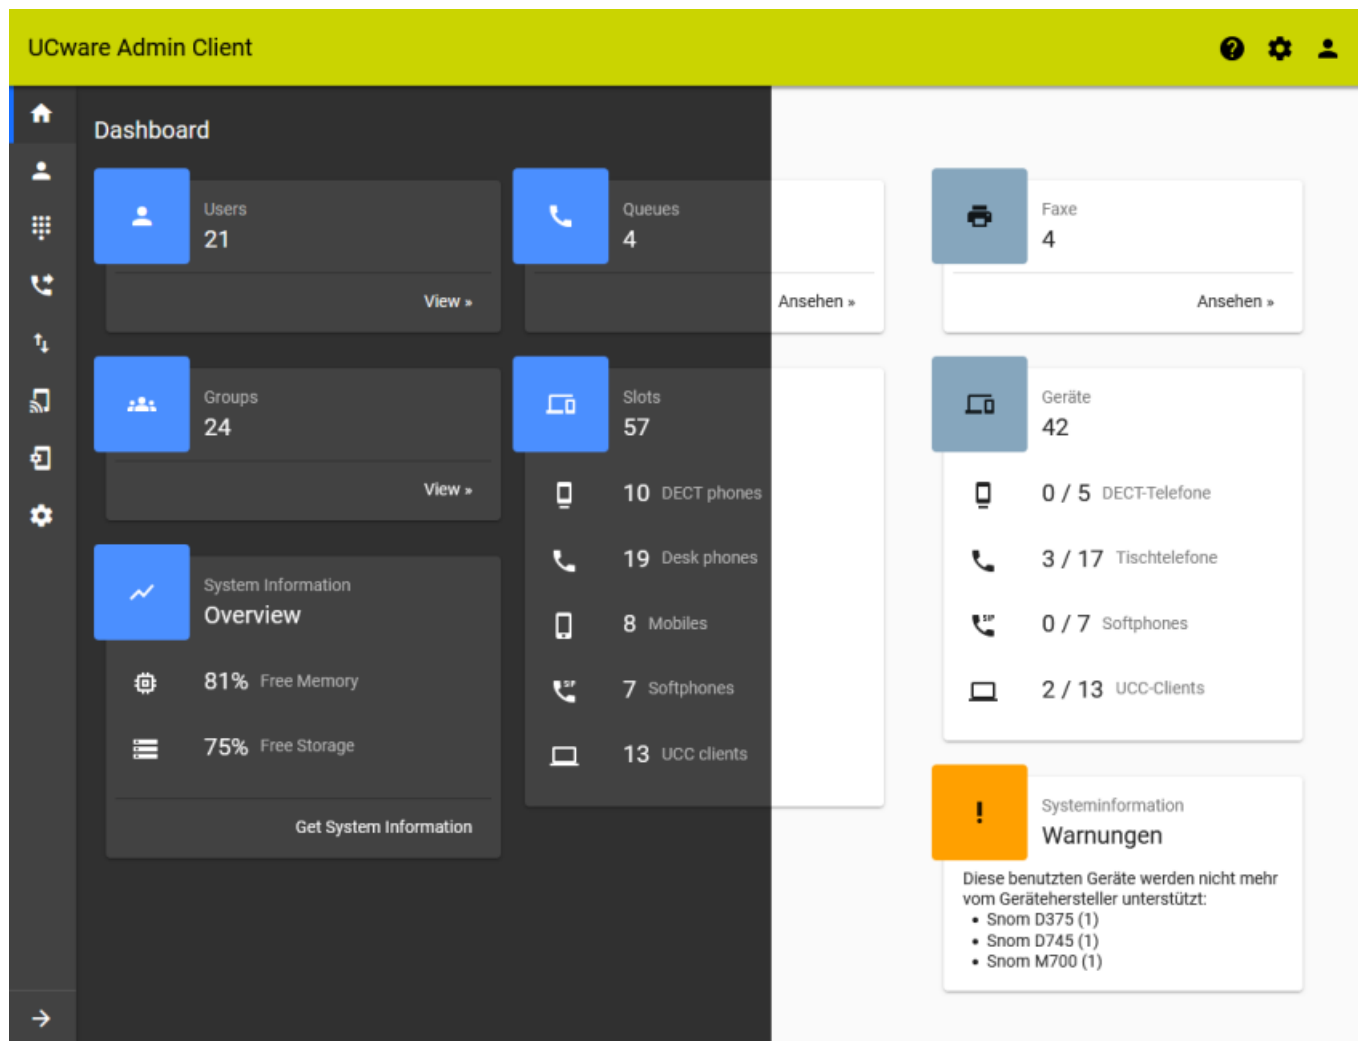 UCware Admin Client
Dashboard
Users
21
View »
Queues
4
Ansehen »
Faxe
4
Ansehen »
Groups
24
View »
Slots
57
10 DECT phones
19 Desk phones
8 Mobiles
SIP
7 Softphones
13 UCC clients
Geräte
42
0 / 5 DECT-Telefone
3 / 17 Tischtelefone
SIP
0 / 7 Softphones
2 / 13 UCC-Clients
System Information
Overview
81% Free Memory
75% Free Storage
Get System Information
Systeminformation
Warnungen
Diese benutzten Geräte werden nicht mehr
vom Gerätehersteller unterstützt:
• Snom D375 (1)
• Snom D745 (1)
• Snom M700 (1)